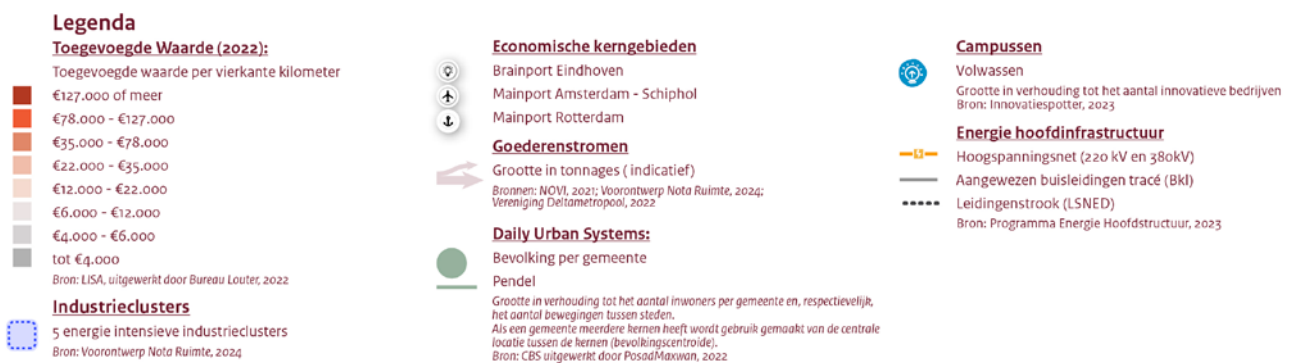 Legenda
Toegevoegde Waarde (2022):
Toegevoegde waarde per vierkante kilometer
€127.000 of meer
€78.000 - €127.000
€35.000 - €78.000
€22.000 - €35.000
€12.000 - €22.000
€6.000 - €12.000
€4.000 - €6.000
tot €4.000
Bron: LISA, uitgewerkt door Bureau Louter, 2022
Industrieclusters
5 energie intensieve industrieclusters
Bron: Voorontwerp Nota Ruimte, 2024
Economische kerngebieden
Brainport Eindhoven
Mainport Amsterdam - Schiphol
Mainport Rotterdam
Goederenstromen
Grootte in tonnages ( indicatief)
Bronnen: NOVI, 2021; Voorontwerp Nota Ruimte, 2024;
Vereniging Deltametropool, 2022
Daily Urban Systems:
Bevolking per gemeente
Pendel
Grootte in verhouding tot het aantal inwoners per gemeente en, respectievelijk,
het aantal bewegingen tussen steden.
Als een gemeente meerdere kernen heeft wordt gebruik gemaakt van de centrale
locatie tussen de kernen (bevolkingscentroide).
Bron: CBS uitgewerkt door PosadMaxwan, 2022
Campussen
Volwassen
Grootte in verhouding tot het aantal innovatieve bedrijven
Bron: Innovatiespotter, 2023
Energie hoofdinfrastructuur
Hoogspanningsnet (220 kV en 380kV)
Aangewezen buisleidingen tracé (Bkl)
Leidingenstrook (LSNED)
Bron: Programma Energie Hoofdstructuur, 2023